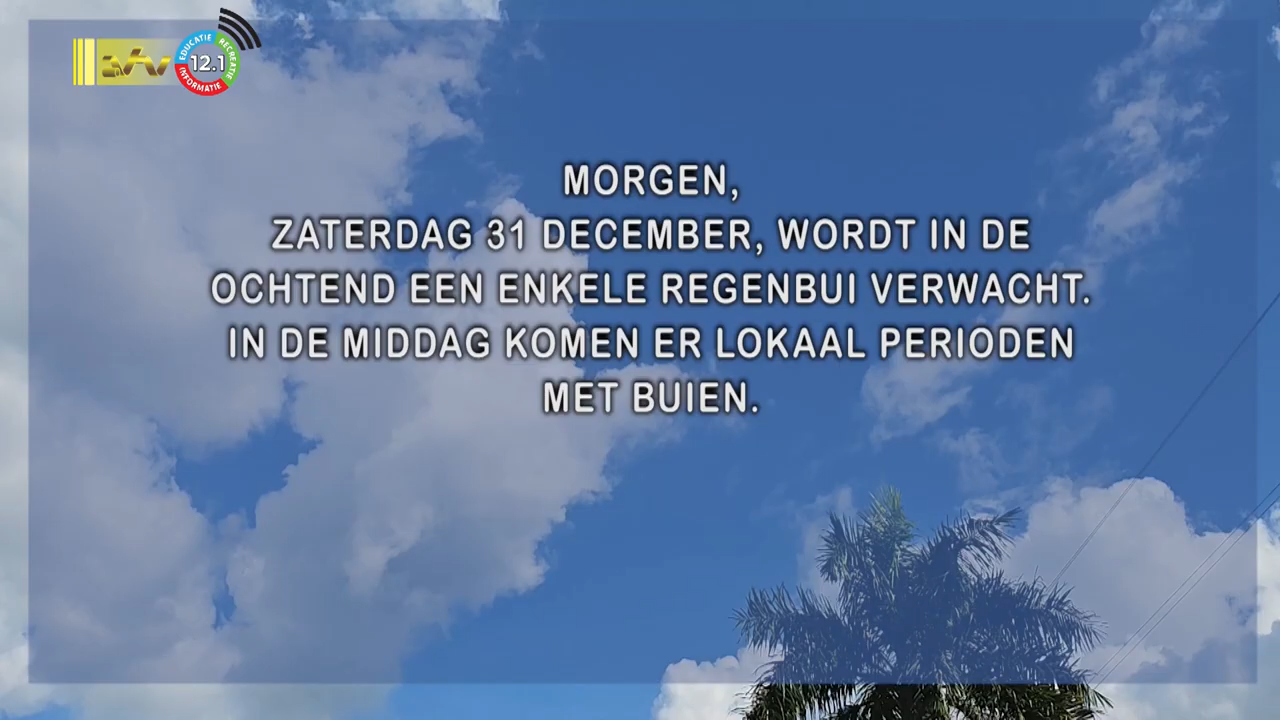 EDUCATIE
RECREATIE
12.1
INFORMATIE
MORGEN,
ZATERDAG 31 DECEMBER, WORDT IN DE
OCHTEND EEN ENKELE REGENBUI VERWACHT.
IN DE MIDDAG KOMEN ER LOKAAL PERIODEN
MET BUIEN.